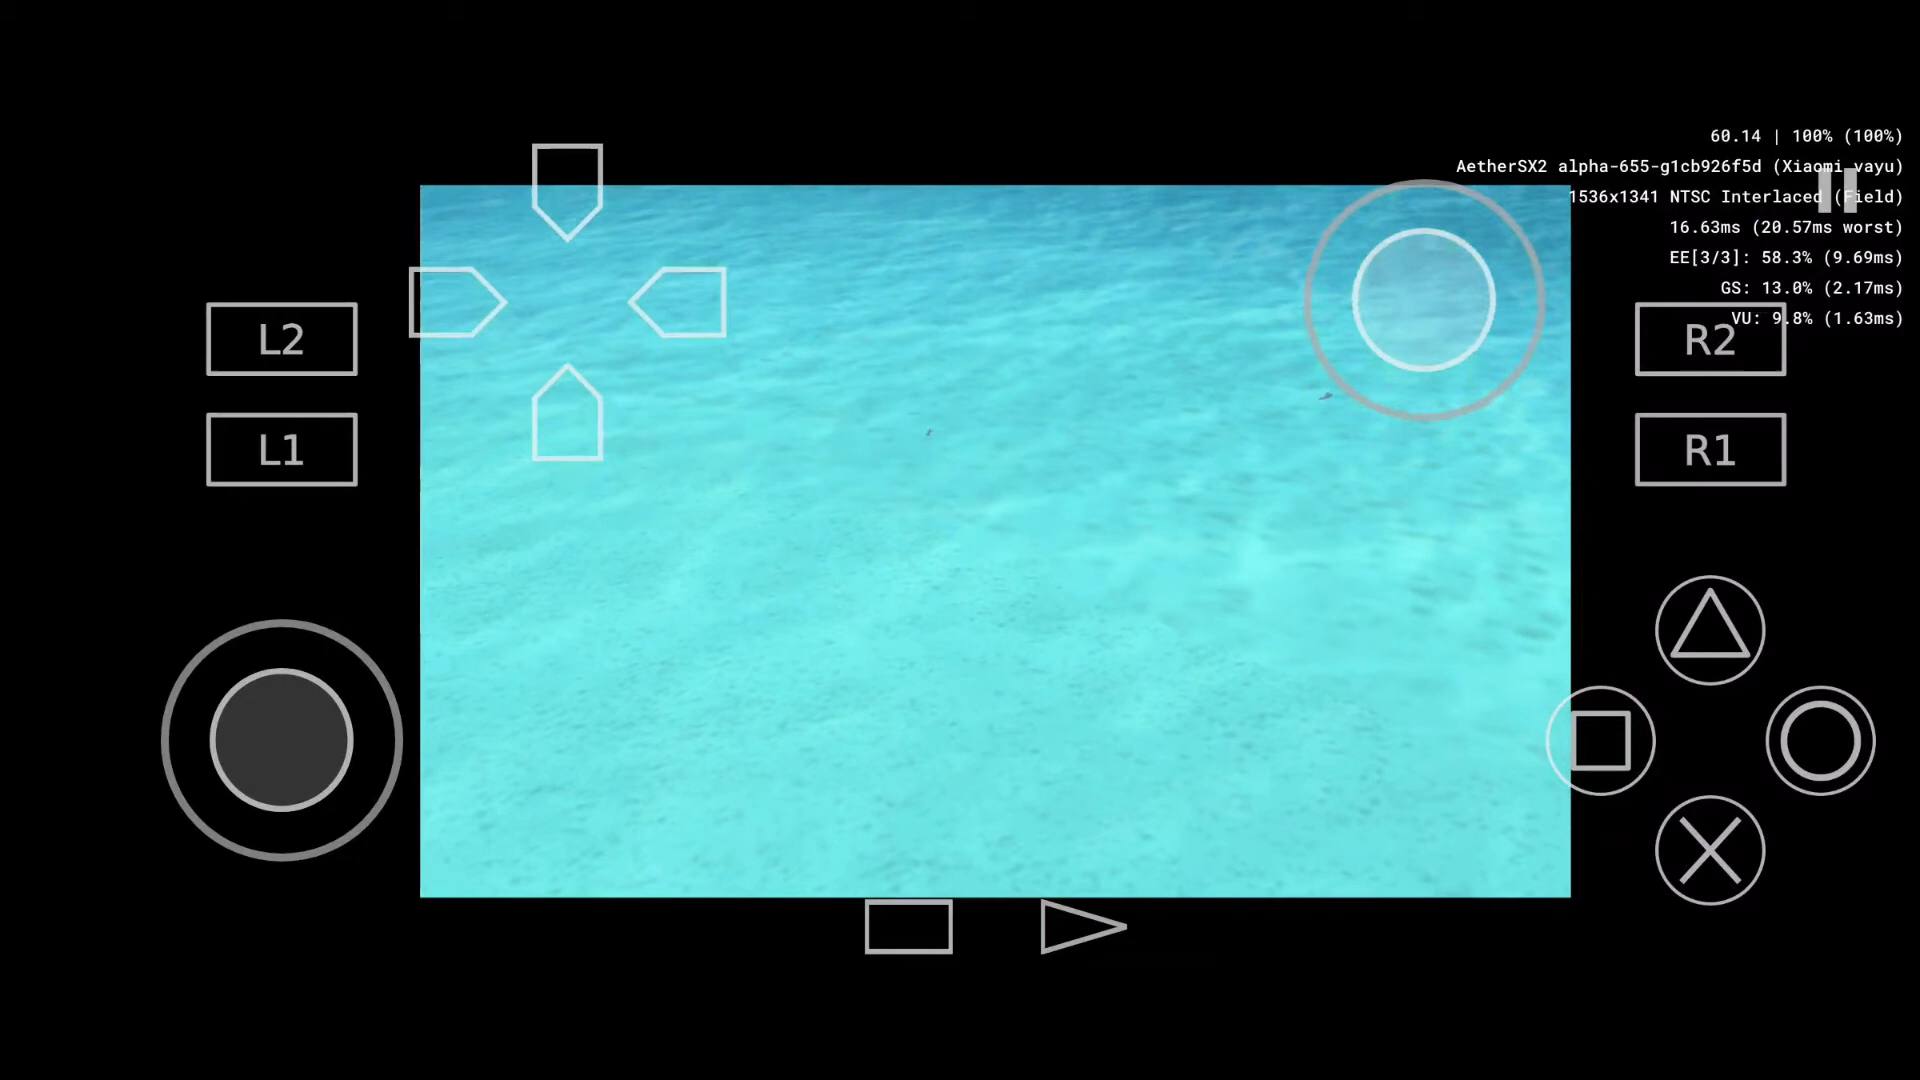 60.14 | 100% (100%)
AetherSX2 alpha-655-g1cb926f5d (Xiaomi vayu)
1536x1341 NTSC Interlaced (Field)
16.63ms (20.57ms worst)
EE[3/3]: 58.3% (9.69ms)
GS: 13.0% (2.17ms)
VU: 9.8% (1.63ms)
L2
R2
L1
R1